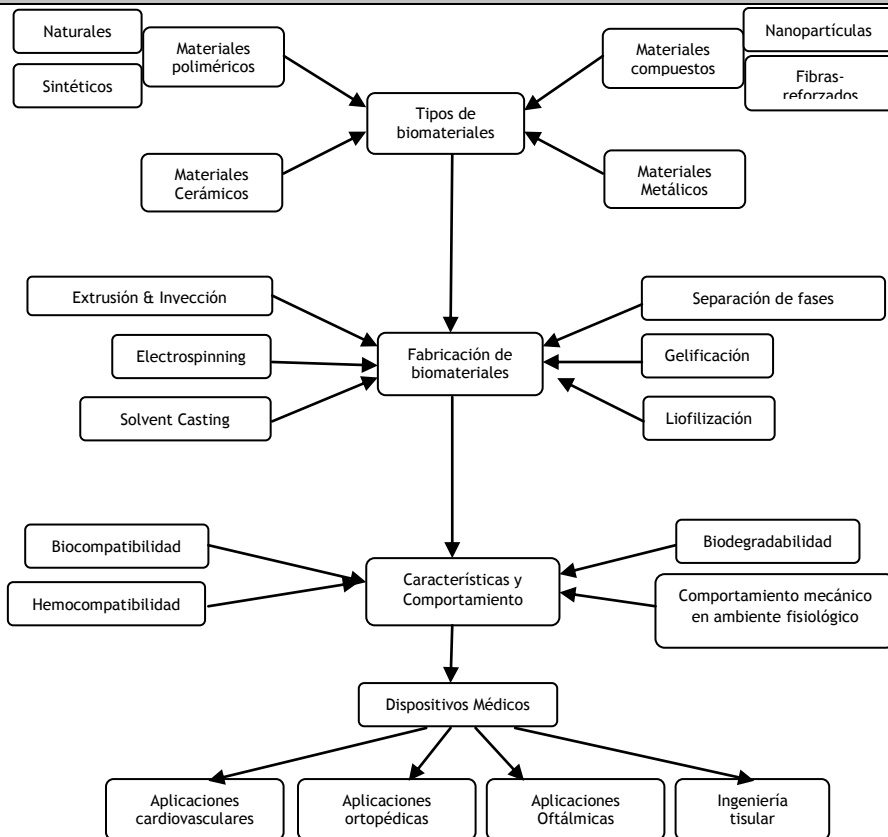 Naturales
Materiales
poliméricos
Sintéticos
Materiales
compuestos
Nanopartículas
Fibras-
reforzados
Tipos de
biomateriales
Materiales
Cerámicos
Materiales
Metálicos
Extrusión & Inyección
Separación de fases
Electrospinning
Fabricación de
biomateriales
Gelificación
Solvent Casting
Liofilización
Biocompatibilidad
Biodegradabilidad
Características y
Comportamiento
Hemocompatibilidad
Comportamiento mecánico
en ambiente fisiológico
Dispositivos Médicos
Aplicaciones
cardiovasculares
Aplicaciones
ortopédicas
Aplicaciones
Oftálmicas
Ingeniería
tisular